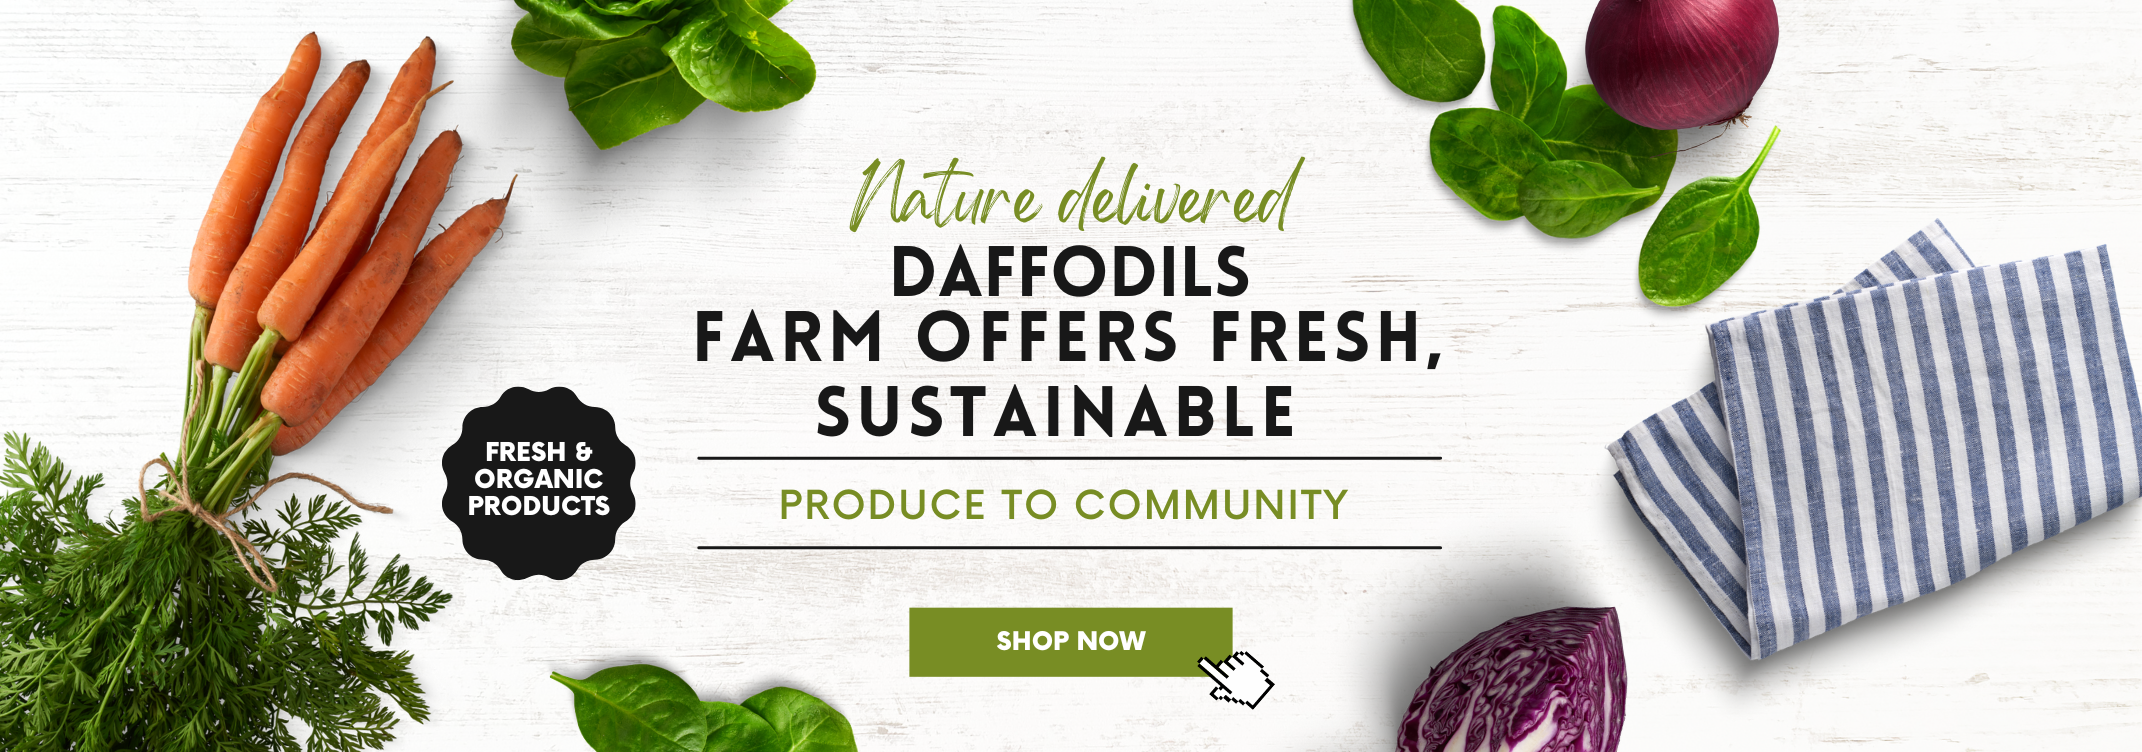 Nature delivered
DAFFODILS
FARM OFFERS FRESH,
SUSTAINABLE
PRODUCE TO COMMUNITY
FRESH &
ORGANIC
PRODUCTS
SHOP NOW